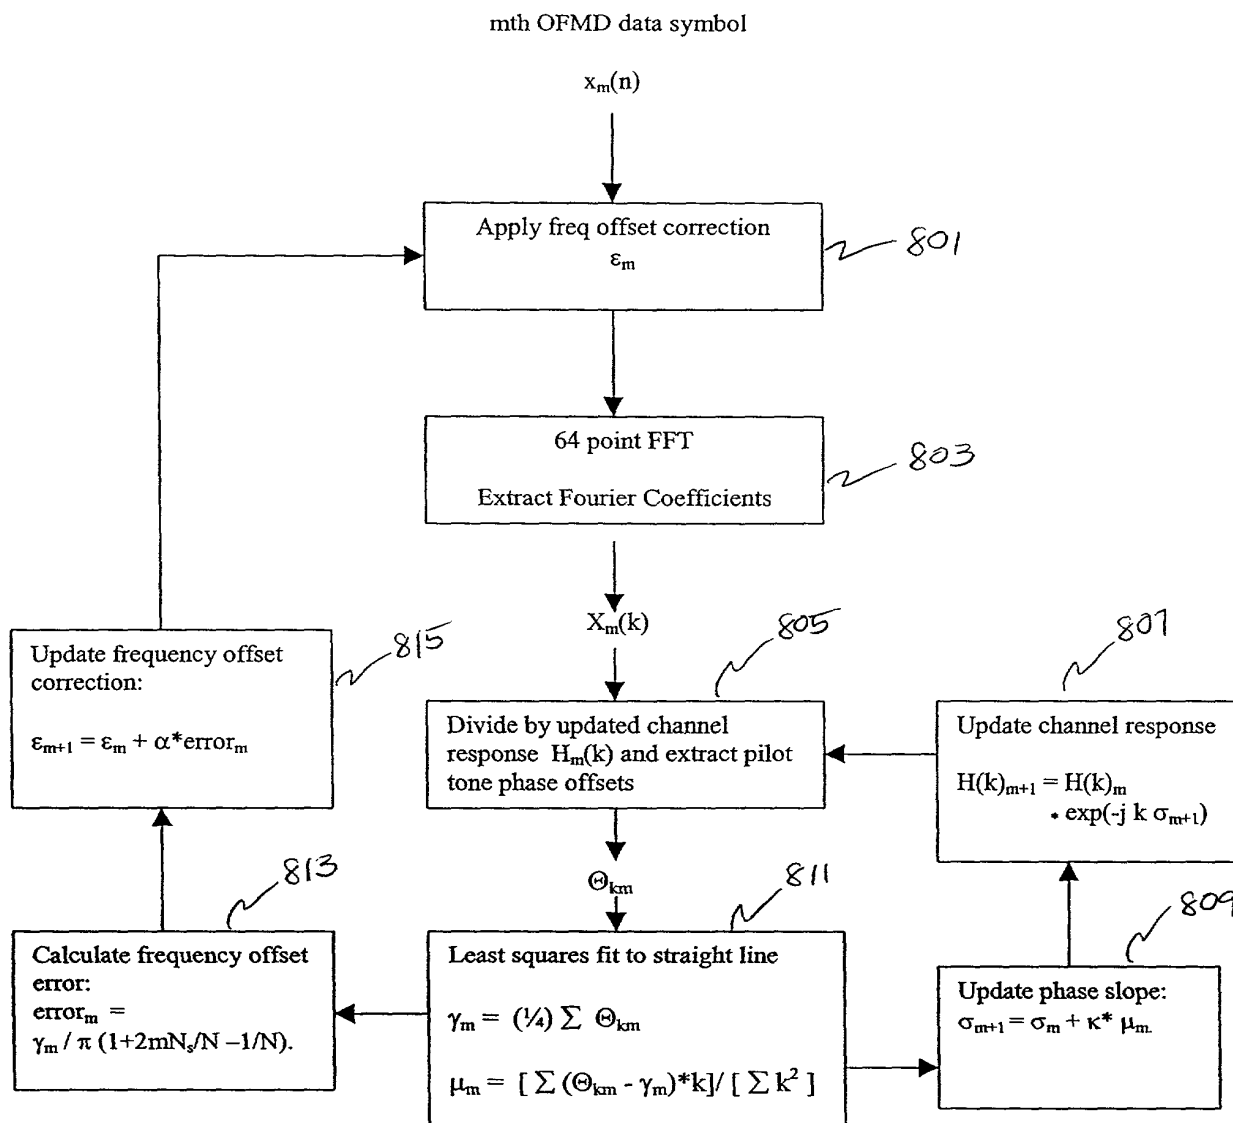 mth OFMD data symbol
xₘ(n)
Apply freq offset correction
εₘ
801
64 point FFT
Extract Fourier Coefficients
803
Xₘ(k)
805
Divide by updated channel
response Hₘ(k) and extract pilot
tone phase offsets
807
Update channel response
H(k)ₘ₊₁ = H(k)ₘ
* exp(-j k σₘ₊₁)
815
Update frequency offset
correction:
εₘ₊₁ = εₘ + α*errorₘ
Θₖₘ
811
Least squares fit to straight line
γₘ = (¼) ∑ Θₖₘ
μₘ = [ ∑ (Θₖₘ - γₘ)*k]/ [ ∑ k² ]
813
Calculate frequency offset
error:
errorₘ =
γₘ / π (1+2mNₛ/N –1/N).
809
Update phase slope:
σₘ₊₁ = σₘ + κ* μₘ.